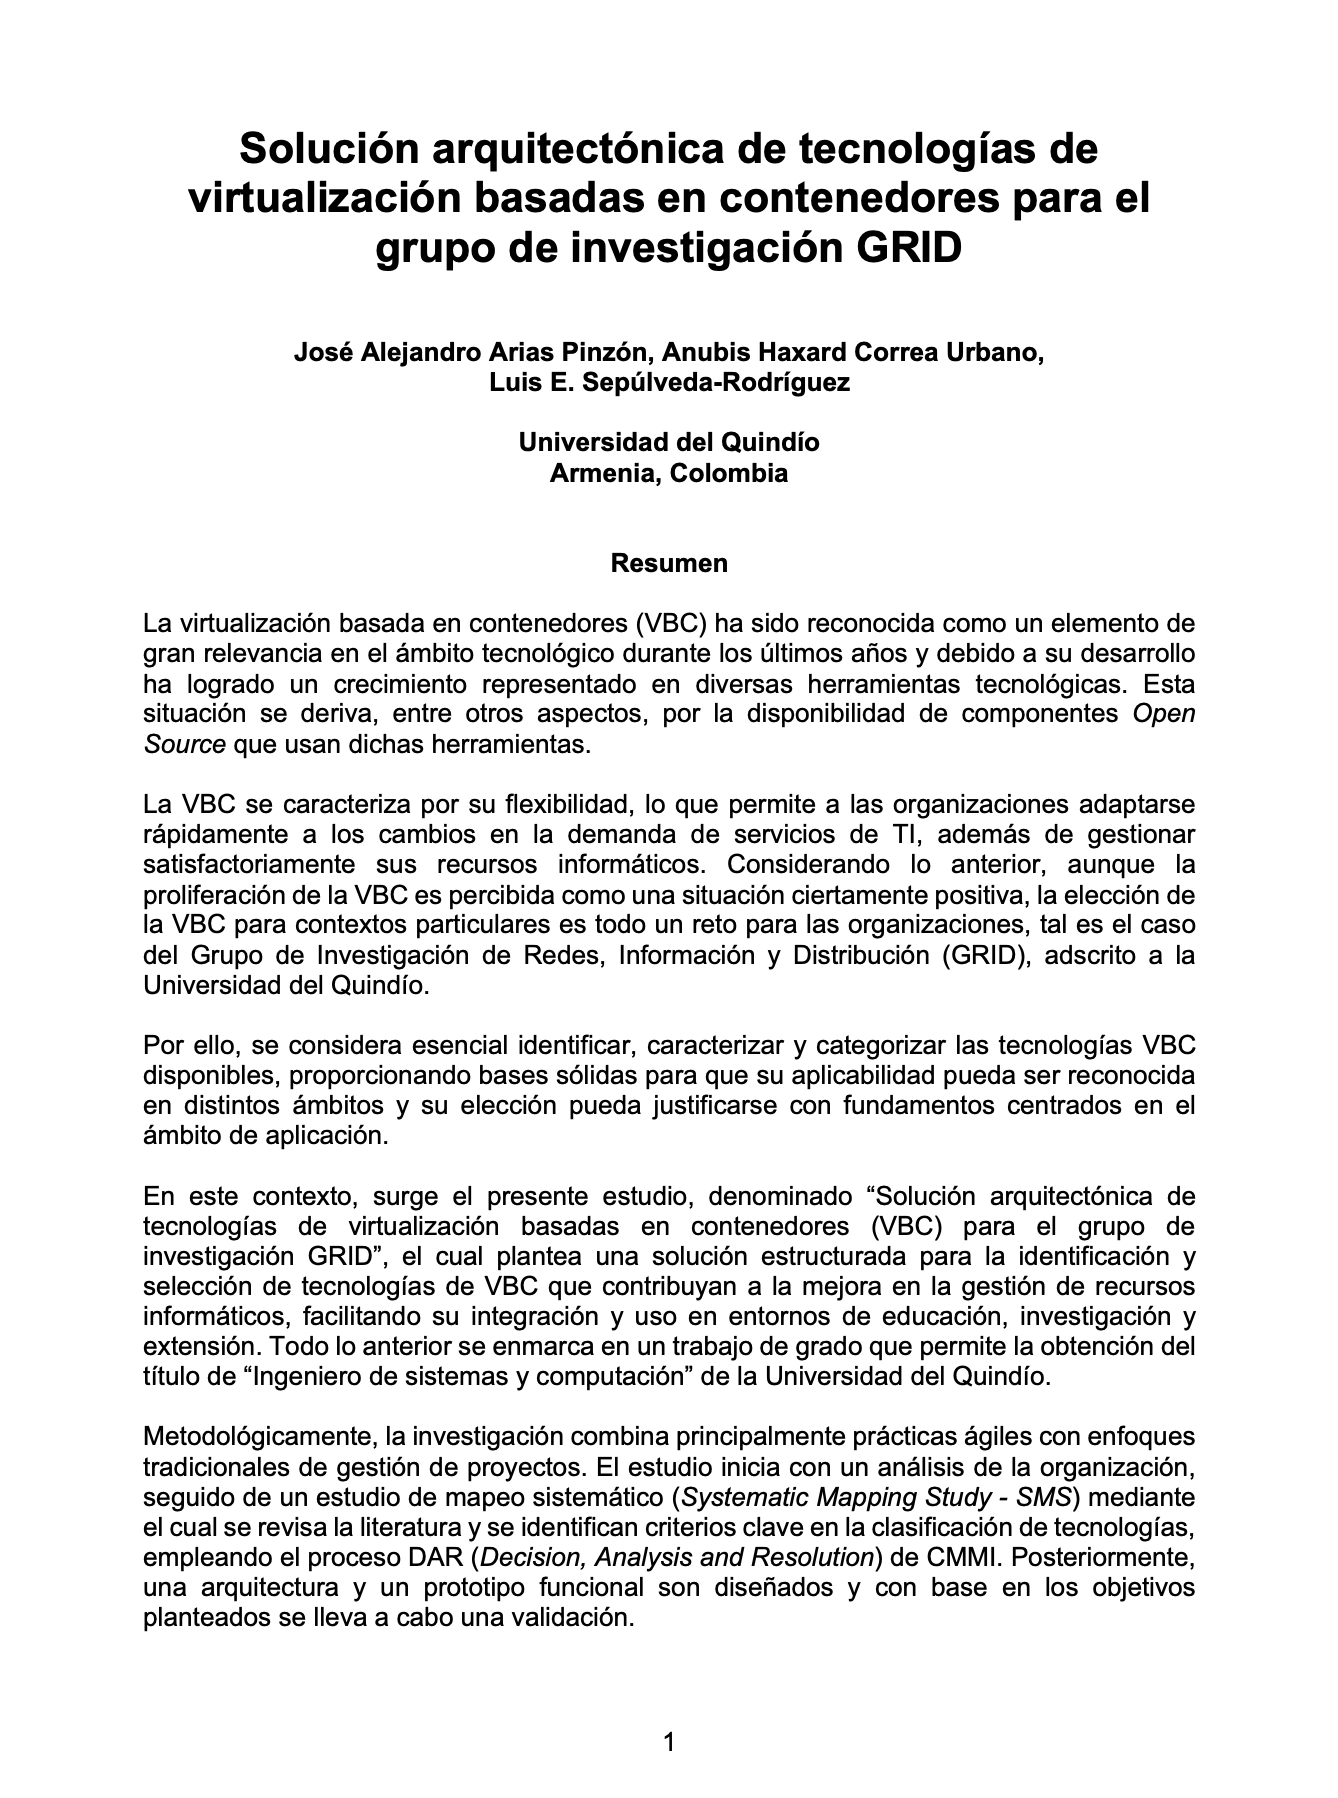 Solución arquitectónica de tecnologías de
virtualización basadas en contenedores para el
grupo de investigación GRID
José Alejandro Arias Pinzón, Anubis Haxard Correa Urbano,
Luis E. Sepúlveda-Rodríguez
Universidad del Quindío
Armenia, Colombia
Resumen
La virtualización basada en contenedores (VBC) ha sido reconocida como un elemento de
gran relevancia en el ámbito tecnológico durante los últimos años y debido a su desarrollo
ha logrado un crecimiento representado en diversas herramientas tecnológicas. Esta
situación se deriva, entre otros aspectos, por la disponibilidad de componentes Open
Source que usan dichas herramientas.
La VBC se caracteriza por su flexibilidad, lo que permite a las organizaciones adaptarse
rápidamente a los cambios en la demanda de servicios de TI, además de gestionar
satisfactoriamente sus recursos informáticos. Considerando lo anterior, aunque la
proliferación de la VBC es percibida como una situación ciertamente positiva, la elección de
la VBC para contextos particulares es todo un reto para las organizaciones, tal es el caso
del Grupo de Investigación de Redes, Información y Distribución (GRID), adscrito a la
Universidad del Quindío.
Por ello, se considera esencial identificar, caracterizar y categorizar las tecnologías VBC
disponibles, proporcionando bases sólidas para que su aplicabilidad pueda ser reconocida
en distintos ámbitos y su elección pueda justificarse con fundamentos centrados en el
ámbito de aplicación.
En este contexto, surge el presente estudio, denominado “Solución arquitectónica de
tecnologías de virtualización basadas en contenedores (VBC) para el grupo de
investigación GRID”, el cual plantea una solución estructurada para la identificación y
selección de tecnologías de VBC que contribuyan a la mejora en la gestión de recursos
informáticos, facilitando su integración y uso en entornos de educación, investigación y
extensión. Todo lo anterior se enmarca en un trabajo de grado que permite la obtención del
título de “Ingeniero de sistemas y computación” de la Universidad del Quindío.
Metodológicamente, la investigación combina principalmente prácticas ágiles con enfoques
tradicionales de gestión de proyectos. El estudio inicia con un análisis de la organización,
seguido de un estudio de mapeo sistemático (Systematic Mapping Study - SMS) mediante
el cual se revisa la literatura y se identifican criterios clave en la clasificación de tecnologías,
empleando el proceso DAR (Decision, Analysis and Resolution) de CMMI. Posteriormente,
una arquitectura y un prototipo funcional son diseñados y con base en los objetivos
planteados se lleva a cabo una validación.
1